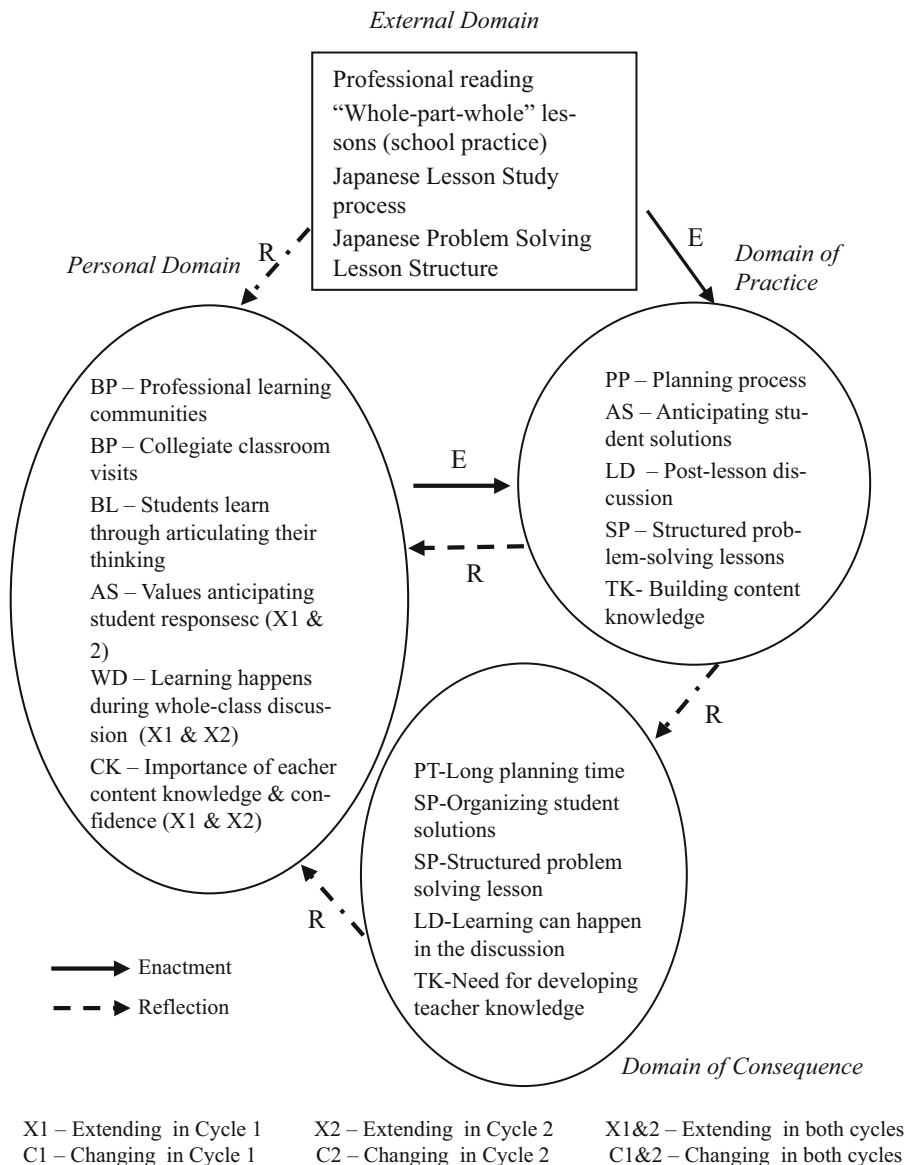 External Domain
Professional reading
“Whole-part-whole” les-
sons (school practice)
Japanese Lesson Study
process
Japanese Problem Solving
Lesson Structure
E
R
Personal Domain
Domain of
Practice
BP – Professional learning
communities
BP – Collegiate classroom
visits
BL – Students learn
through articulating their
thinking
AS – Values anticipating
student responsesc (X1 &
2)
WD – Learning happens
during whole-class discus-
sion (X1 & X2)
CK – Importance of eacher
content knowledge & con-
fidence (X1 & X2)
E
R
PP – Planning process
AS – Anticipating stu-
dent solutions
LD – Post-lesson dis-
cussion
SP – Structured prob-
lem-solving lessons
TK- Building content
knowledge
R
PT-Long planning time
SP-Organizing student
solutions
SP-Structured problem
solving lesson
LD-Learning can happen
in the discussion
TK-Need for developing
teacher knowledge
R
Enactment
Reflection
Domain of Consequence
X1 – Extending in Cycle 1 X2 – Extending in Cycle 2 X1&2 – Extending in both cycles
C1 – Changing in Cycle 1 C2 – Changing in Cycle 2 C1&2 – Changing in both cycles